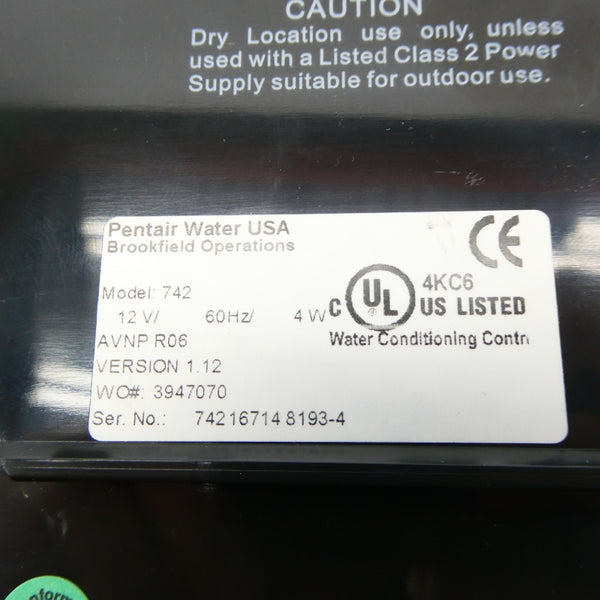 CAUTION
Dry Location use only, unless
used with a Listed Class 2 Power
Supply suitable for outdoor use.
Pentair Water USA
Brookfield Operations
CE
Model: 742
12 V/ 60Hz/ 4 W
AVNP R06
VERSION 1.12
WO#: 3947070
Ser. No.: 742167148193-4
C UL US LISTED
4KC6
Water Conditioning Contr
nform